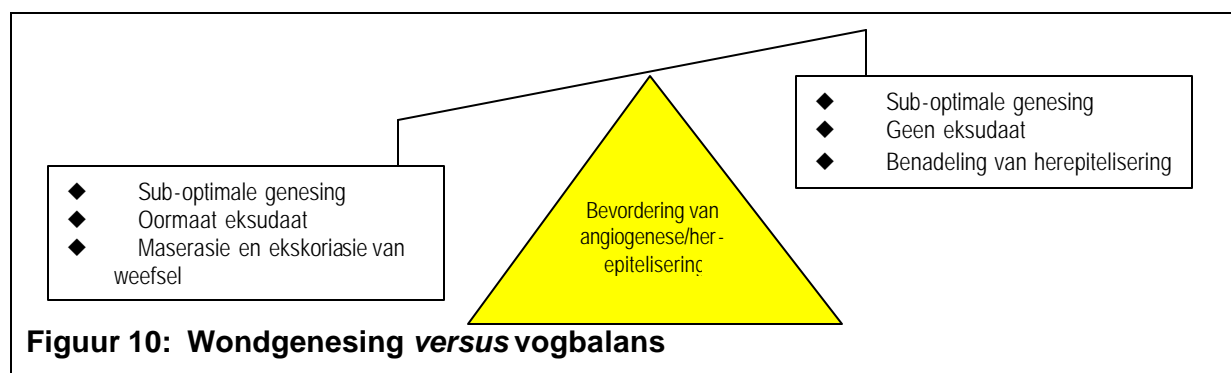 ◆ Sub-optimale genesing
◆ Oormaat eksudaat
◆ Maserasie en ekskoriasie van
weefsel
Bevordering van
angiogenese/her-
epitelisering
◆ Sub-optimale genesing
◆ Geen eksudaat
◆ Benadeling van herepitelisering
Figuur 10: Wondgenesing versus vogbalans